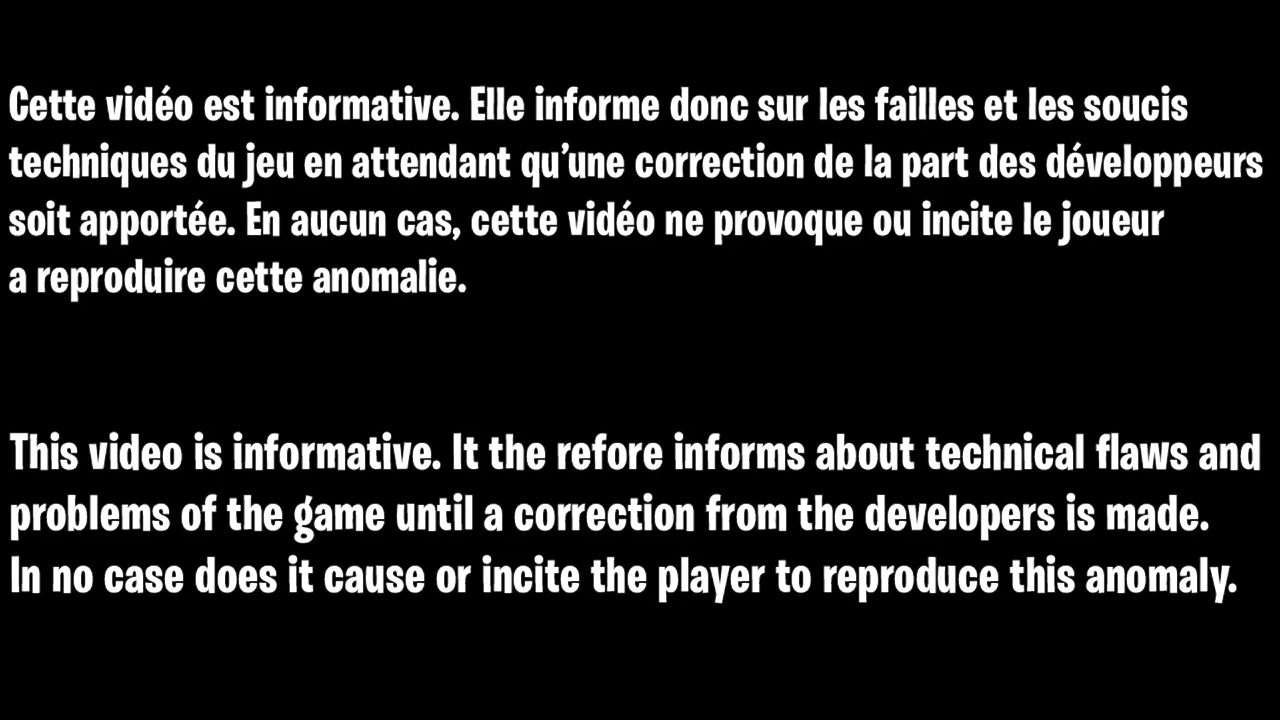 Cette vidéo est informative. Elle informe donc sur les failles et les soucis
techniques du jeu en attendant qu'une correction de la part des développeurs
soit apportée. En aucun cas, cette vidéo ne provoque ou incite le joueur
a reproduire cette anomalie.
This video is informative. It the refore informs about technical flaws and
problems of the game until a correction from the developers is made.
In no case does it cause or incite the player to reproduce this anomaly.